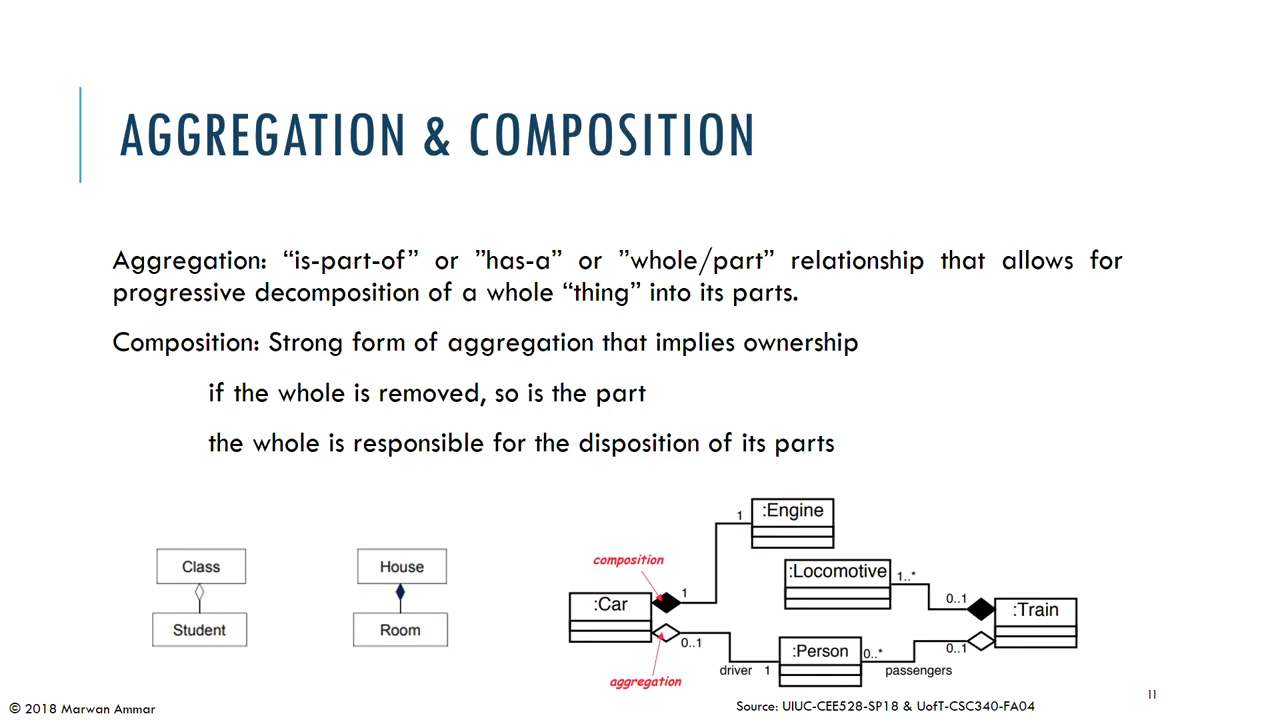 AGGREGATION & COMPOSITION
Aggregation: “is-part-of” or ”has-a” or ”whole/part” relationship that allows for
progressive decomposition of a whole “thing” into its parts.
Composition: Strong form of aggregation that implies ownership
if the whole is removed, so is the part
the whole is responsible for the disposition of its parts
Class
Student
House
Room
composition
aggregation
:Car
1
0..1
1
:Engine
:Locomotive
1..*
0..1
:Train
0..1
driver 1
:Person
0..*
passengers
Source: UIUC-CEE528-SP18 & UofT-CSC340-FA04
11
© 2018 Marwan Ammar